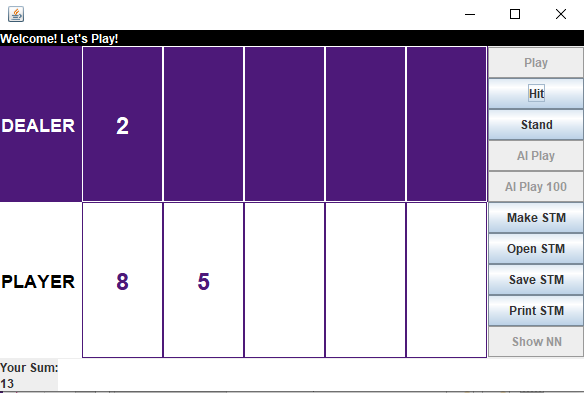 Welcome! Let's Play!
DEALER 2
PLAYER 8 5
Play
Hit
Stand
AI Play
AI Play 100
Make STM
Open STM
Save STM
Print STM
Show NN
Your Sum:
13